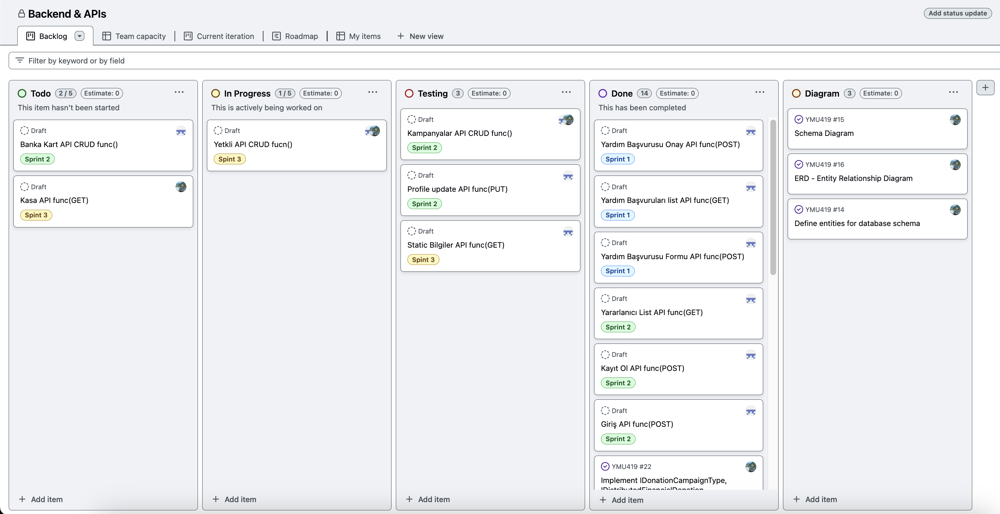 Backend & APIs
Add status update
Backlog
Team capacity
Current iteration
Roadmap
My items
New view
Filter by keyword or by field
Todo 2 / 5 Estimate: 0
This item hasn't been started
Draft
Banka Kart API CRUD func()
Sprint 2
Draft
Kasa API func(GET)
Spint 3
Add item
In Progress 1 / 5 Estimate: 0
This is actively being worked on
Draft
Yetkli API CRUD fucn()
Spint 3
Add item
Testing 3 Estimate: 0
Draft
Kampanyalar API CRUD func()
Sprint 2
Draft
Profile update API func(PUT)
Sprint 2
Draft
Static Bilgiler API func(GET)
Spint 3
Add item
Done 14 Estimate: 0
This has been completed
Draft
Yardım Başvurusu Onay API func(POST)
Sprint 1
Draft
Yardım Başvuruları list API func(GET)
Sprint 1
Draft
Yardım Başvurusu Formu API func(POST)
Sprint 1
Draft
Yararlanıcı List API func(GET)
Sprint 2
Draft
Kayıt Ol API func(POST)
Sprint 2
Draft
Giriş API func(POST)
Sprint 2
YMU419 #22
Implement IDonationCampaignType,
IDistributedFinancialDonation
Add item
Diagram 3 Estimate: 0
YMU419 #15
Schema Diagram
YMU419 #16
ERD - Entity Relationship Diagram
YMU419 #14
Define entities for database schema
Add item